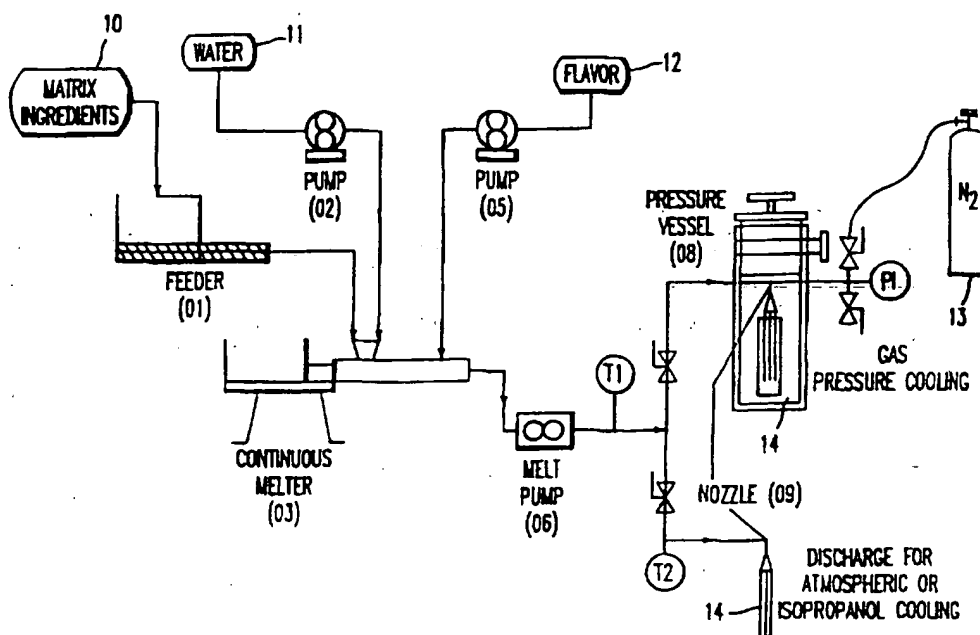 10
MATRIX
INGREDIENTS
WATER
11
FLAVOR
12
PUMP
(02)
PUMP
(05)
FEEDER
(01)
PRESSURE
VESSEL
(08)
N2
13
PI
GAS
PRESSURE COOLING
14
T1
CONTINUOUS
MELTER
(03)
MELT
PUMP
(06)
NOZZLE (09)
T2
14
DISCHARGE FOR
ATMOSPHERIC OR
ISOPROPANOL COOLING